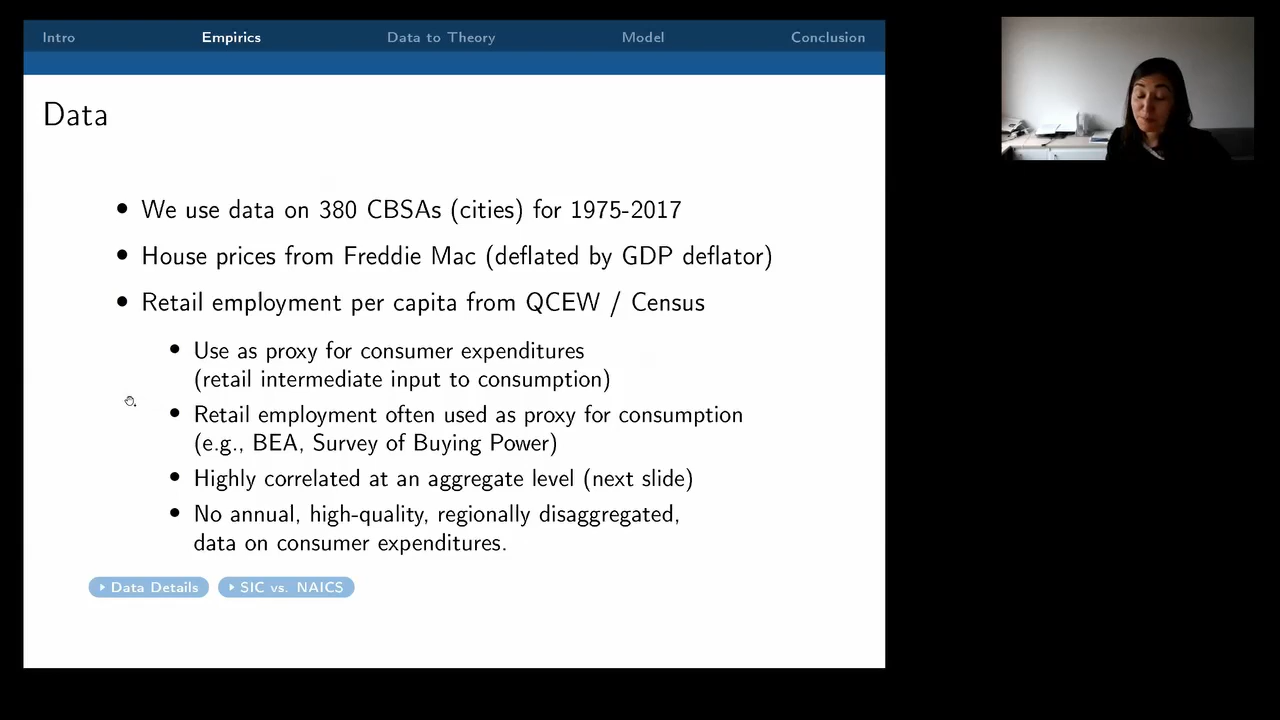 Intro Empirics Data to Theory Model Conclusion
Data
• We use data on 380 CBSAs (cities) for 1975-2017
• House prices from Freddie Mac (deflated by GDP deflator)
• Retail employment per capita from QCEW / Census
• Use as proxy for consumer expenditures
(retail intermediate input to consumption)
• Retail employment often used as proxy for consumption
(e.g., BEA, Survey of Buying Power)
• Highly correlated at an aggregate level (next slide)
• No annual, high-quality, regionally disaggregated,
data on consumer expenditures.
Data Details SIC vs. NAICS